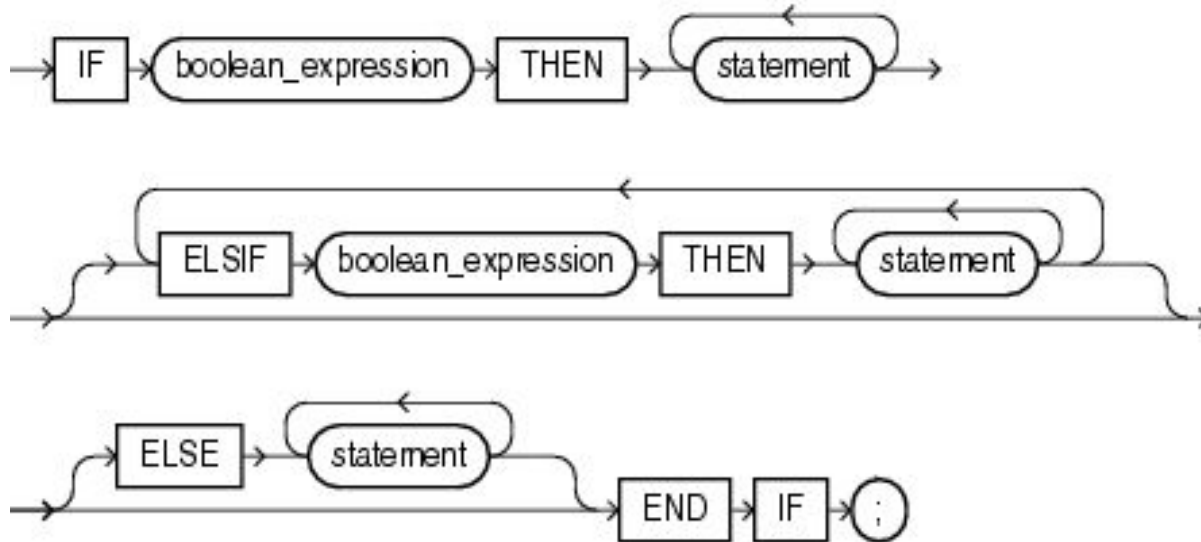 IF boolean_expression THEN statement
ELSIF boolean_expression THEN statement
ELSE statement
END IF ;